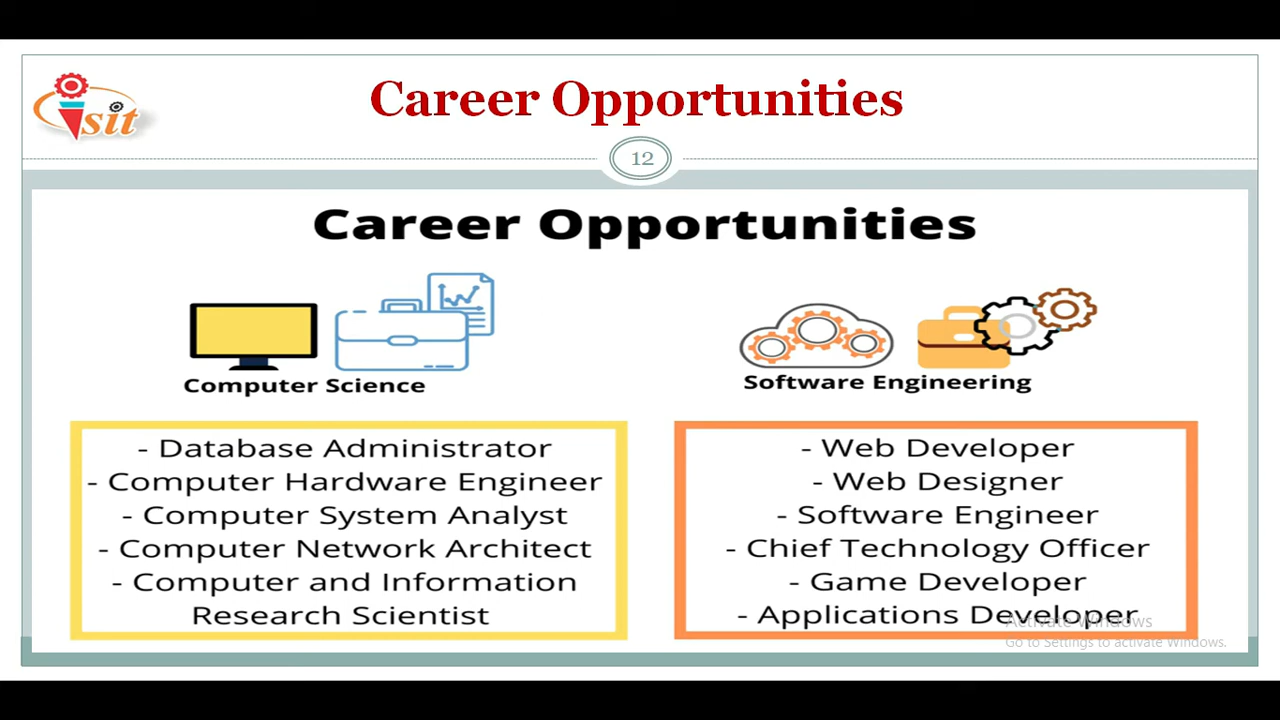 sit
Career Opportunities
12
Career Opportunities
Computer Science
Software Engineering
- Database Administrator
- Computer Hardware Engineer
- Computer System Analyst
- Computer Network Architect
- Computer and Information
Research Scientist
- Web Developer
- Web Designer
- Software Engineer
- Chief Technology Officer
- Game Developer
- Applications Developer
Activate Windows
Go to Settings to activate Windows.